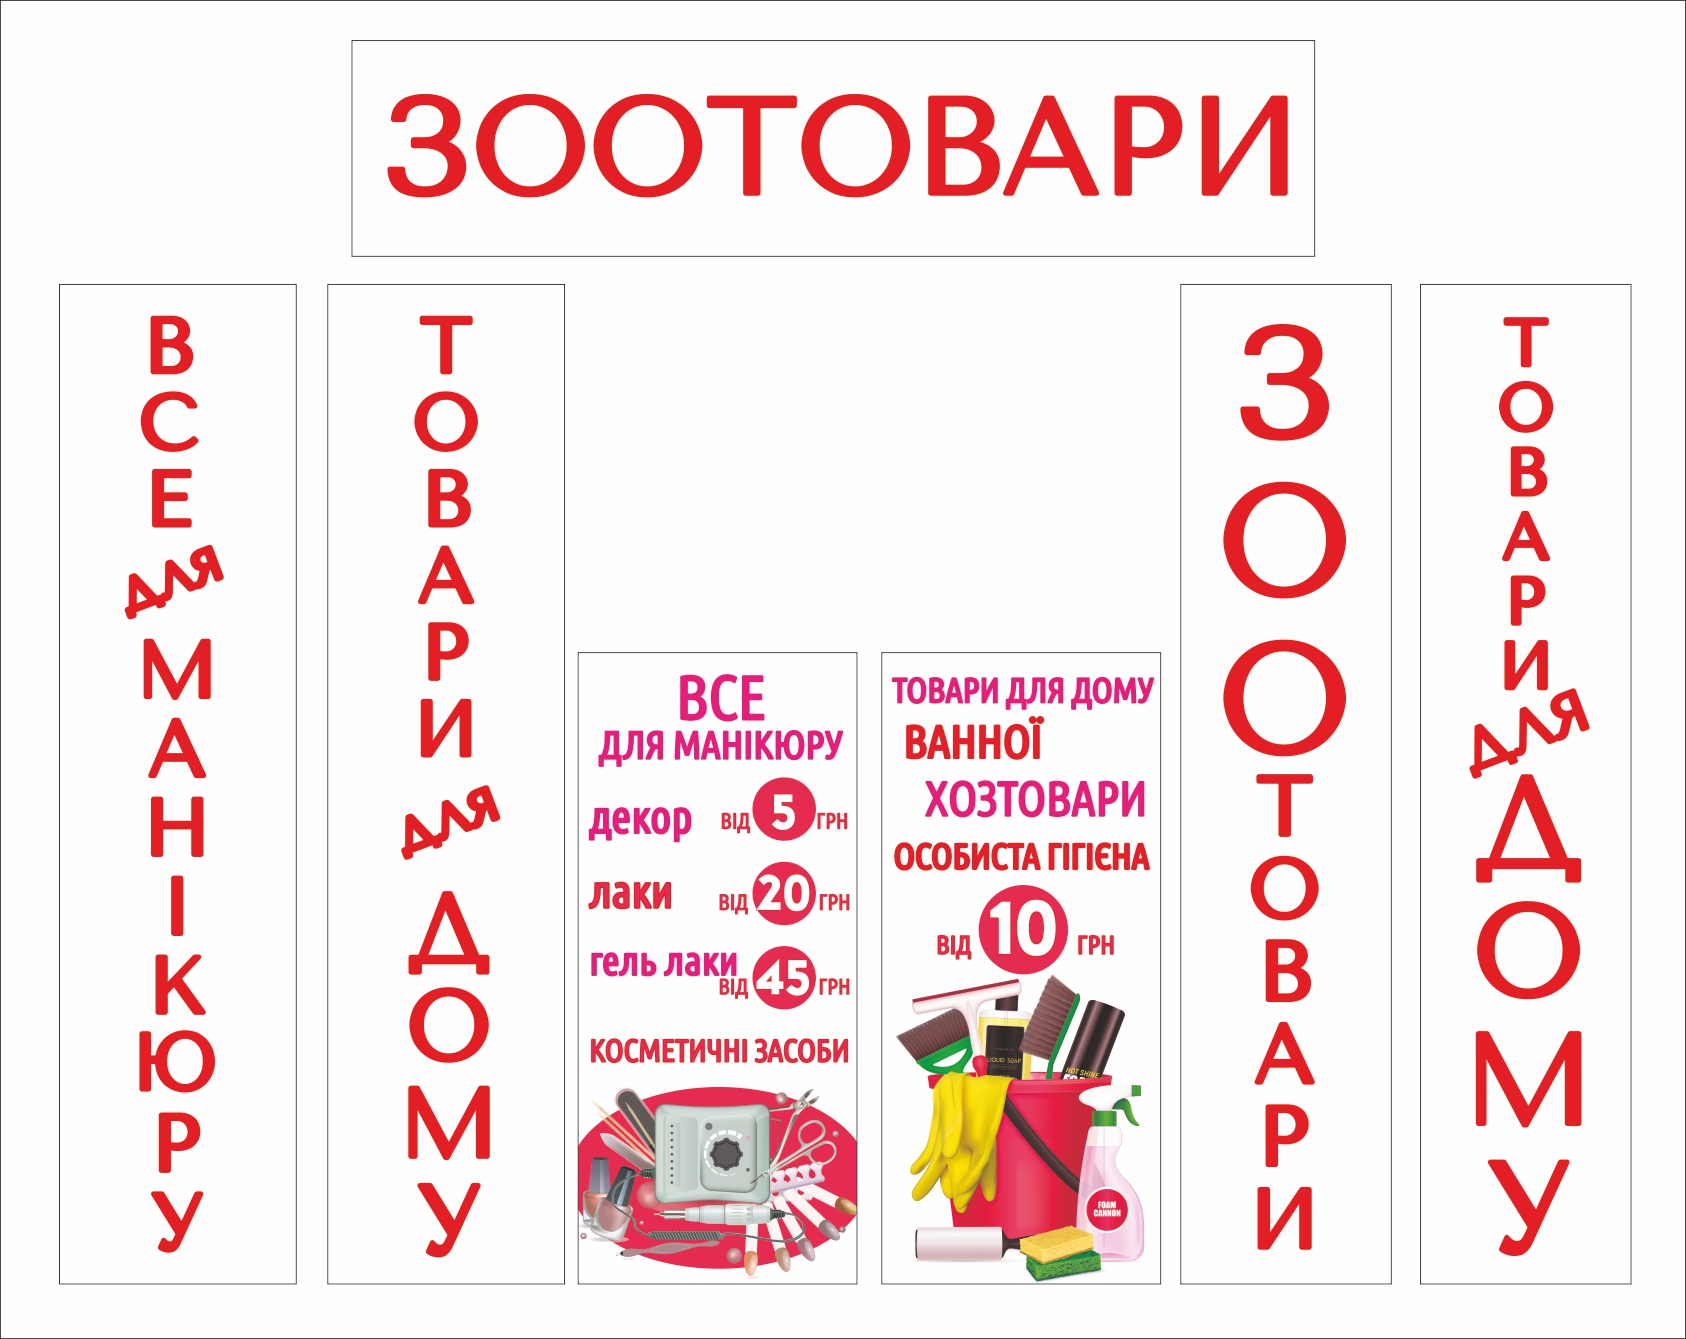 ЗООТОВАРИ
ВСЕ
для
МАНІКЮРУ
ТОВАРИ
для
ДОМУ
ВСЕ
ДЛЯ МАНІКЮРУ
декор ВІД 5 ГРН
лаки ВІД 20 ГРН
гель лаки ВІД 45 ГРН
КОСМЕТИЧНІ ЗАСОБИ
ТОВАРИ ДЛЯ ДОМУ
ВАННОЇ
ХОЗТОВАРИ
ОСОБИСТА ГІГІЄНА
ВІД 10 ГРН
LIQUID SOAP
HOT SHINE
FOAM
CANNON
ЗООТОВАРИ
ТОВАРИ
для
ДОМУ